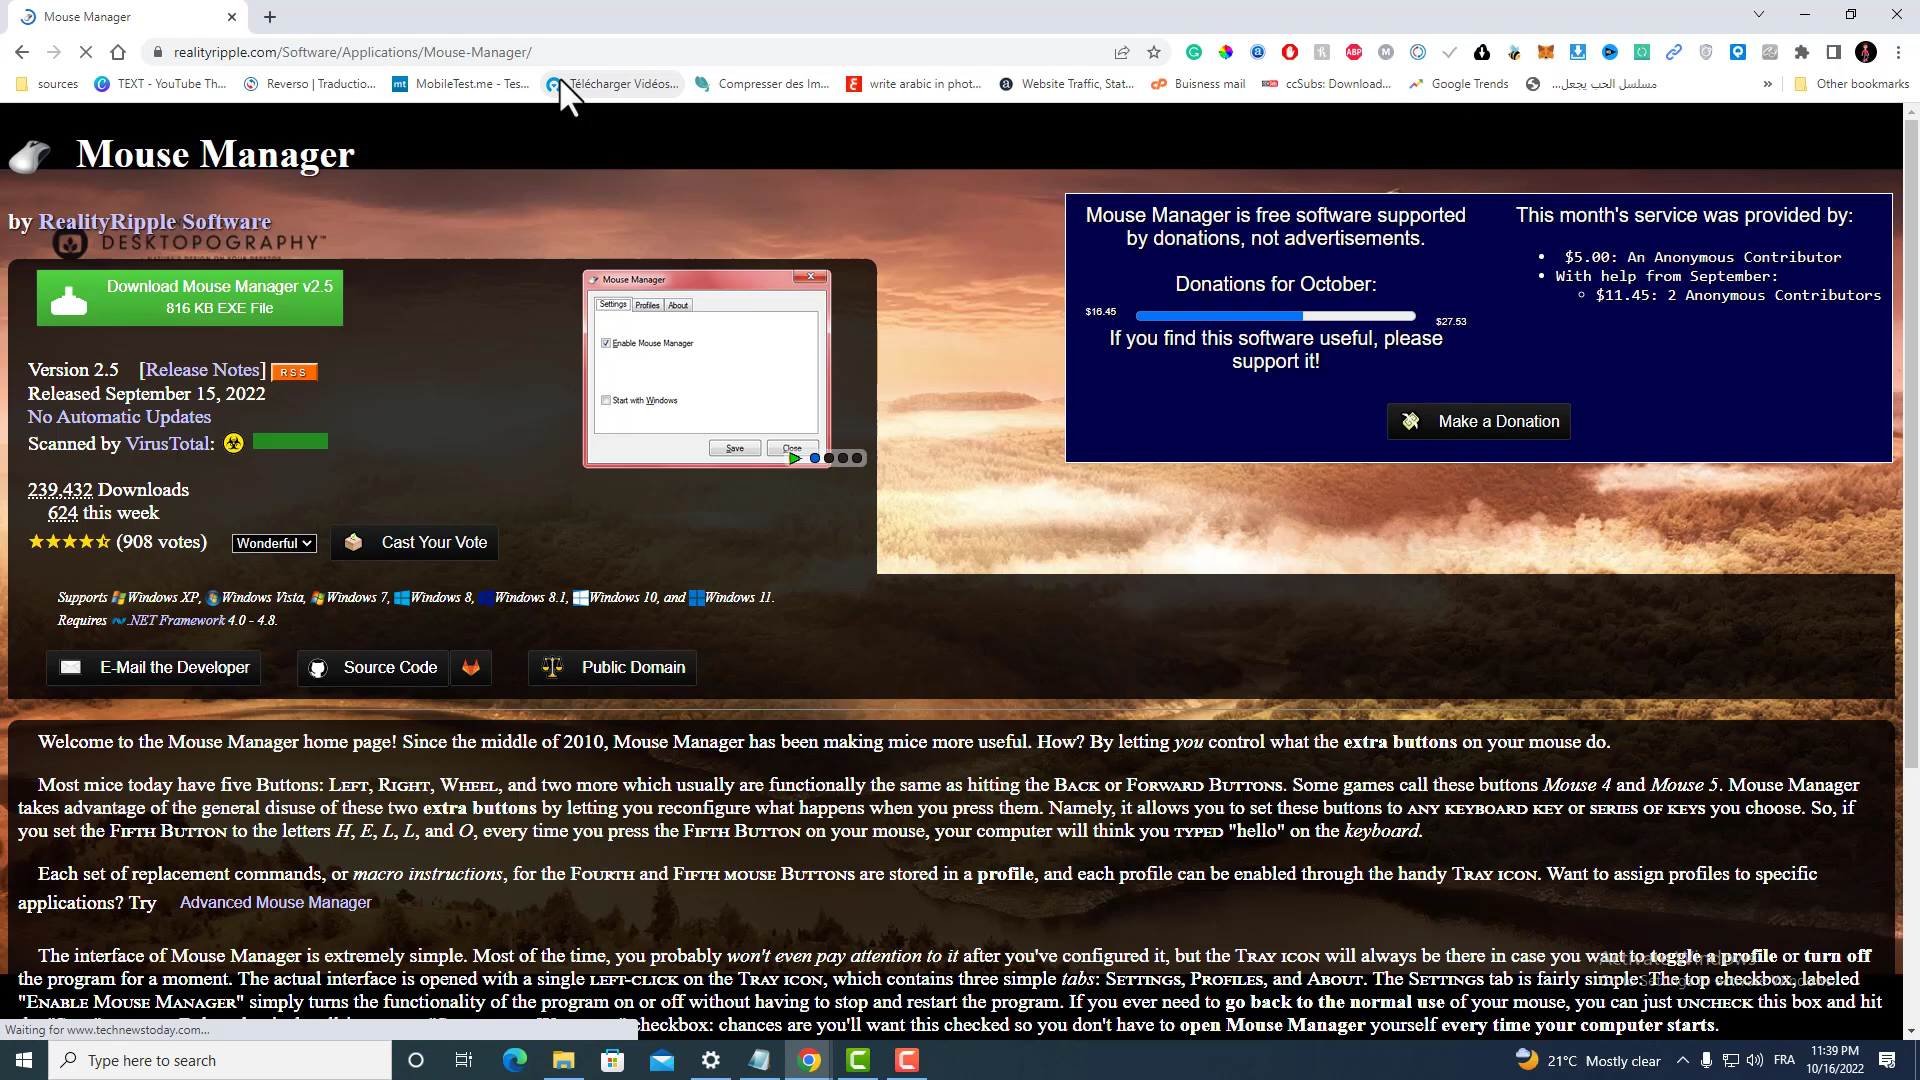 Mouse Manager
realityripple.com/Software/Applications/Mouse-Manager/
sources
TEXT - YouTube Th...
Reverso | Traductio...
MobileTest.me - Tes...
Télécharger Vidéos...
Compresser des Im...
write arabic in phot...
Website Traffic, Stat...
Buisness mail
ccSubs: Download...
Google Trends
مسلسل الحب يجعل...
Other bookmarks
Mouse Manager
by RealityRipple Software
DESKTOPOGRAPHY™
Download Mouse Manager v2.5
816 KB EXE File
Version 2.5 [Release Notes] RSS
Released September 15, 2022
No Automatic Updates
Scanned by VirusTotal:
239,432 Downloads
624 this week
(908 votes) Wonderful Cast Your Vote
Mouse Manager
Settings Profiles About
Enable Mouse Manager
Start with Windows
Save Close
Mouse Manager is free software supported
by donations, not advertisements.
Donations for October:
$16.45
$27.53
If you find this software useful, please
support it!
This month's service was provided by:
• $5.00: An Anonymous Contributor
• With help from September:
$11.45: 2 Anonymous Contributors
Make a Donation
Supports Windows XP, Windows Vista, Windows 7, Windows 8, Windows 8.1, Windows 10, and Windows 11.
Requires .NET Framework 4.0 - 4.8.
E-Mail the Developer
Source Code
Public Domain
Welcome to the Mouse Manager home page! Since the middle of 2010, Mouse Manager has been making mice more useful. How? By letting you control what the extra buttons on your mouse do.
Most mice today have five Buttons: Left, Right, Wheel, and two more which usually are functionally the same as hitting the Back or Forward Buttons. Some games call these buttons Mouse 4 and Mouse 5. Mouse Manager
takes advantage of the general disuse of these two extra buttons by letting you reconfigure what happens when you press them. Namely, it allows you to set these buttons to any keyboard key or series of keys you choose. So, if
you set the Fifth Button to the letters H, E, L, L, and O, every time you press the Fifth Button on your mouse, your computer will think you typed "hello" on the keyboard.
Each set of replacement commands, or macro instructions, for the Fourth and Fifth mouse Buttons are stored in a profile, and each profile can be enabled through the handy Tray icon. Want to assign profiles to specific
applications? Try Advanced Mouse Manager
The interface of Mouse Manager is extremely simple. Most of the time, you probably won't even pay attention to it after you've configured it, but the Tray icon will always be there in case you want to toggle a profile or turn off
the program for a moment. The actual interface is opened with a single left-click on the Tray icon, which contains three simple tabs: Settings, Profiles, and About. The Settings tab is fairly simple: The top checkbox, labeled
"Enable Mouse Manager" simply turns the functionality of the program on or off without having to stop and restart the program. If you ever need to go back to the normal use of your mouse, you can just uncheck this box and hit
checkbox: chances are you'll want this checked so you don't have to open Mouse Manager yourself every time your computer starts.
Activate Windows
Waiting for www.technewstoday.com...
Type here to search
21°C Mostly clear
FRA
11:39 PM
10/16/2022